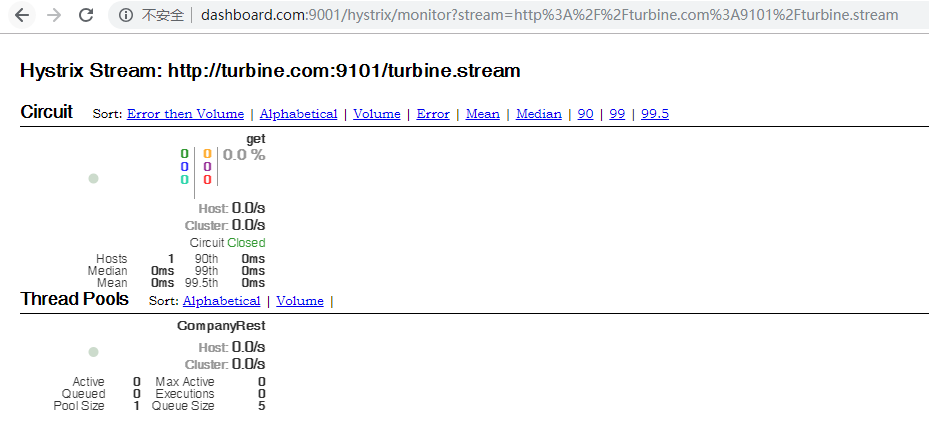 不安全 | dashboard.com:9001/hystrix/monitor?stream=http%3A%2F%2Fturbine.com%3A9101%2Fturbine.stream
Hystrix Stream: http://turbine.com:9101/turbine.stream
Circuit Sort: Error then Volume | Alphabetical | Volume | Error | Mean | Median | 90 | 99 | 99.5
get
0 0 0.0 %
0 0
0 0
Host: 0.0/s
Cluster: 0.0/s
Circuit Closed
Hosts 1 90th 0ms
Median 0ms 99th 0ms
Mean 0ms 99.5th 0ms
Thread Pools Sort: Alphabetical | Volume |
CompanyRest
Host: 0.0/s
Cluster: 0.0/s
Active 0 Max Active 0
Queued 0 Executions 0
Pool Size 1 Queue Size 5